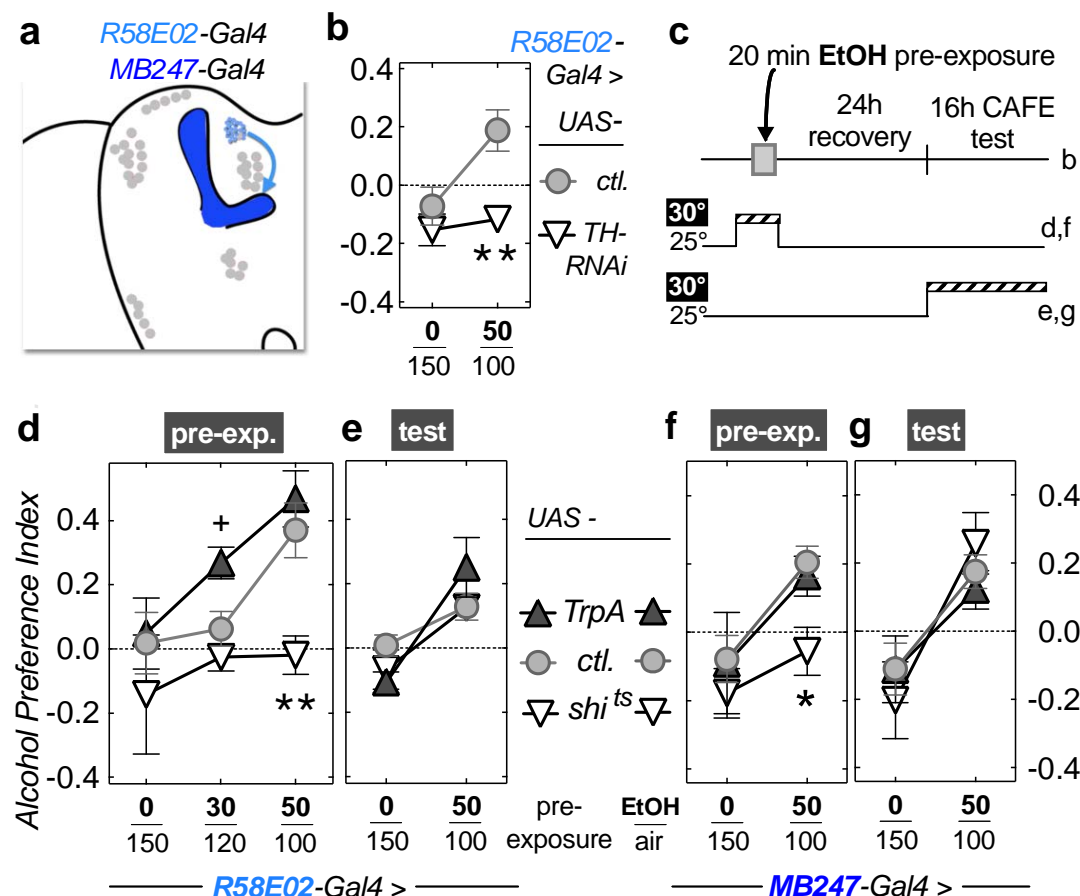 a
R58E02-Gal4
MB247-Gal4
b
R58E02-
Gal4 >
UAS-
ctl.
TH-
RNAi
0.4
0.2
0.0
-0.2
-0.4
**
0 50
150 100
c
20 min EtOH pre-exposure
24h
recovery
16h CAFE
test
b
30°
25°
d,f
30°
25°
e,g
d
pre-exp.
e
test
f
pre-exp.
g
test
Alcohol Preference Index
0.4
0.2
0.0
-0.2
-0.4
+
**
UAS -
TrpA
ctl.
shi ts
*
0.4
0.2
0.0
-0.2
-0.4
0 30 50
150 120 100
0 50
150 100
pre-
exposure
EtOH
air
0 50
150 100
0 50
150 100
R58E02-Gal4 >
MB247-Gal4 >